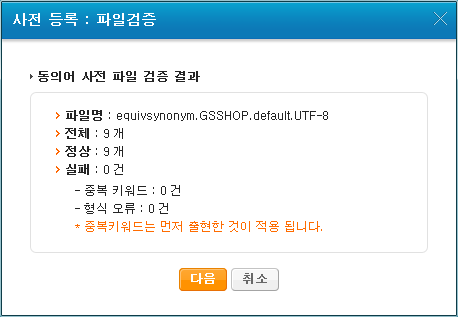 사전 등록 : 파일검증
동의어 사전 파일 검증 결과
파일명 : equivsynonym.GSSHOP.default.UTF-8
전체 : 9개
정상 : 9개
실패 : 0건
- 중복 키워드 : 0건
- 형식 오류 : 0건
* 중복키워드는 먼저 출현한 것이 적용 됩니다.
다음 취소